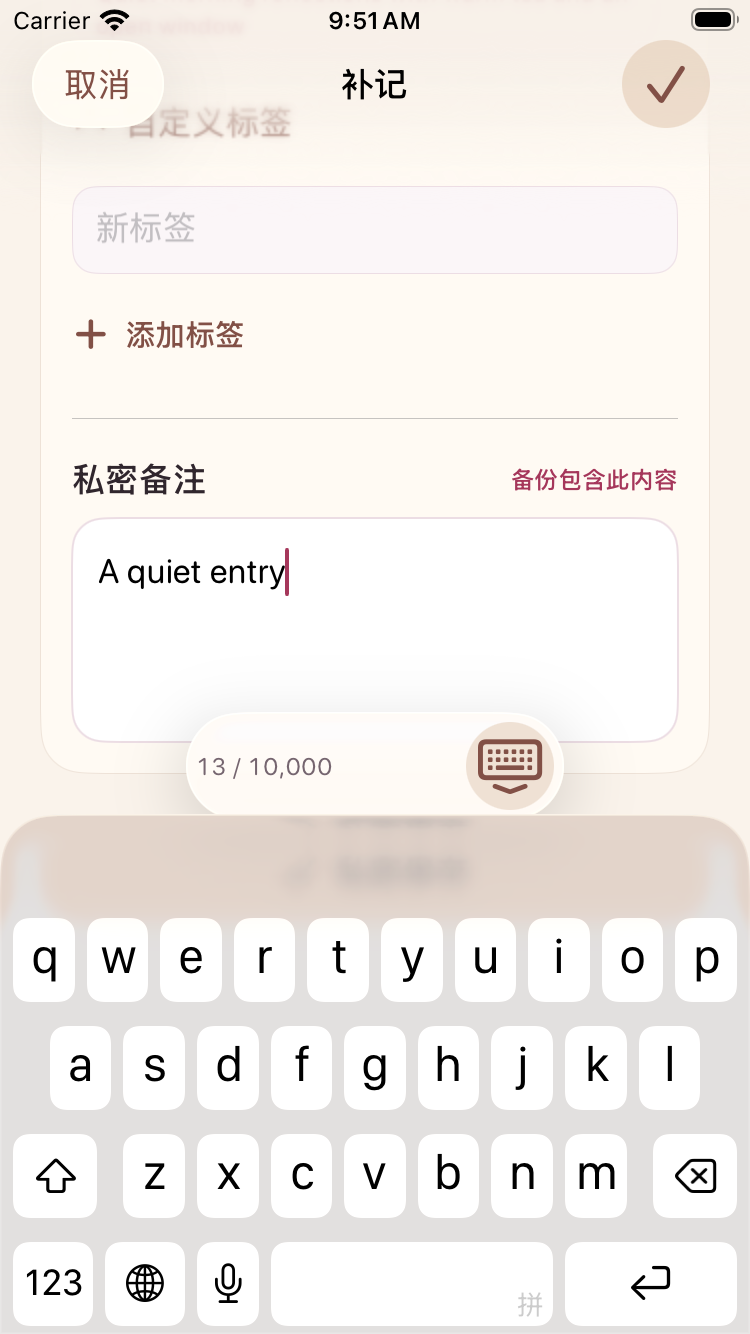 Carrier 9:51 AM
取消 补记
自定义标签
新标签
添加标签
私密备注 备份包含此内容
A quiet entry
13 / 10,000
q w e r t y u i o p
a s d f g h j k l
z x c v b n m
123 拼